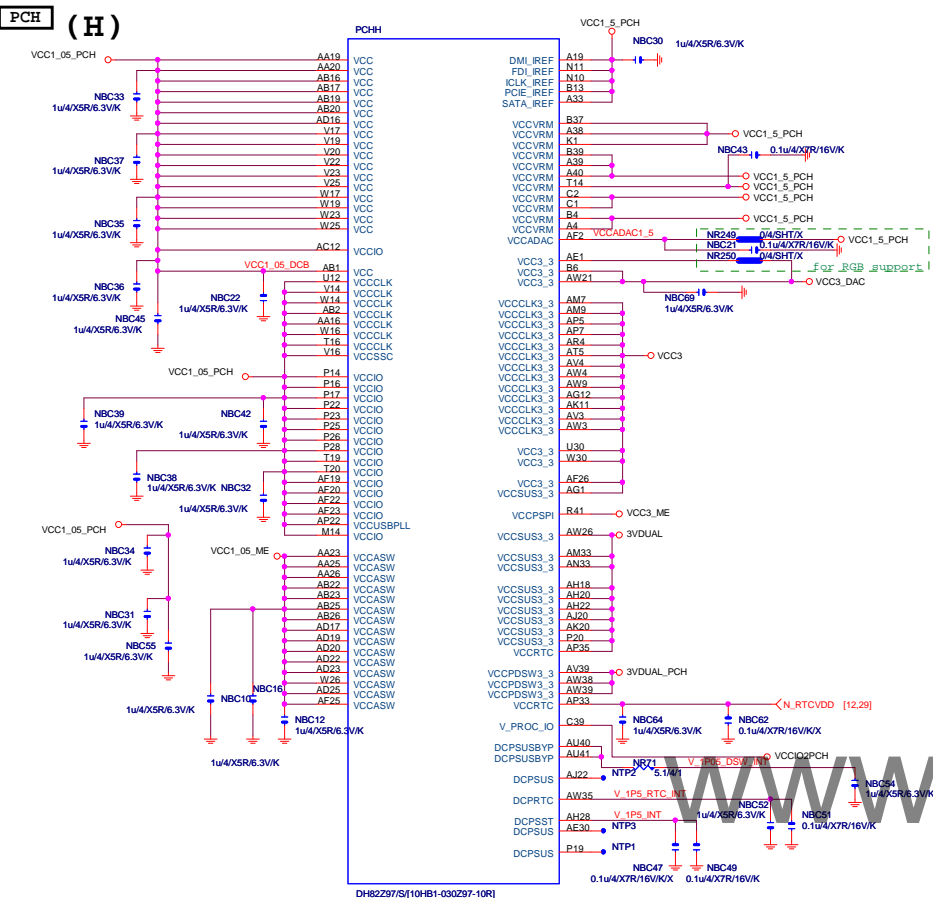 PCH (H)
PCHH
VCC1_05_PCH
NBC33
1u/4/X5R/6.3V/K
NBC37
1u/4/X5R/6.3V/K
NBC35
1u/4/X5R/6.3V/K
NBC36
1u/4/X5R/6.3V/K
NBC45
1u/4/X5R/6.3V/K
VCC1_05_DCB
NBC22
1u/4/X5R/6.3V/K
VCC1_05_PCH
NBC39
1u/4/X5R/6.3V/K
NBC42
1u/4/X5R/6.3V/K
NBC38
1u/4/X5R/6.3V/K
NBC32
1u/4/X5R/6.3V/K
VCC1_05_PCH
NBC34
1u/4/X5R/6.3V/K
NBC31
1u/4/X5R/6.3V/K
NBC55
1u/4/X5R/6.3V/K
VCC1_05_ME
NBC10
1u/4/X5R/6.3V/K
NBC16
1u/4/X5R/6.3V/K
NBC12
1u/4/X5R/6.3V/K
AA19 VCC
AA20 VCC
AB16 VCC
AB17 VCC
AB19 VCC
AB20 VCC
AD16 VCC
V17 VCC
V19 VCC
V20 VCC
V22 VCC
V23 VCC
V25 VCC
W17 VCC
W19 VCC
W23 VCC
W25 VCC
AC12 VCCIO
AB1 VCC
U12 VCCCLK
V14 VCCCLK
W14 VCCCLK
AB2 VCCCLK
AA16 VCCCLK
W16 VCCCLK
T16 VCCCLK
V16 VCCSSC
P14 VCCIO
P16 VCCIO
P17 VCCIO
P22 VCCIO
P23 VCCIO
P25 VCCIO
P26 VCCIO
P28 VCCIO
T19 VCCIO
T20 VCCIO
AF19 VCCIO
AF20 VCCIO
AF22 VCCIO
AF23 VCCIO
AP22 VCCUSBPLL
M14 VCCIO
AA23 VCCASW
AA25 VCCASW
AA26 VCCASW
AB22 VCCASW
AB23 VCCASW
AB25 VCCASW
AB26 VCCASW
AD17 VCCASW
AD19 VCCASW
AD20 VCCASW
AD22 VCCASW
AD23 VCCASW
W26 VCCASW
AD25 VCCASW
AF25 VCCASW
VCC1_5_PCH
NBC30 1u/4/X5R/6.3V/K
DMI_IREF A19
FDI_IREF N11
ICLK_IREF N10
PCIE_IREF B13
SATA_IREF A33
VCCVRM B37
VCCVRM A38
VCCVRM K1
VCCVRM B39
VCCVRM A39
VCCVRM A40
VCCVRM T14
VCCVRM C2
VCCVRM C1
VCCVRM B4
VCCVRM A4
VCCADAC AF2
VCC3_3 AE1
B6
VCC3_3 AW21
VCCCLK3_3 AM7
VCCCLK3_3 AM9
VCCCLK3_3 AP5
VCCCLK3_3 AP7
VCCCLK3_3 AR4
VCCCLK3_3 AT5
VCCCLK3_3 AV4
VCCCLK3_3 AW4
VCCCLK3_3 AW9
VCCCLK3_3 AG12
VCCCLK3_3 AK11
VCCCLK3_3 AV3
VCCCLK3_3 AW3
VCC3_3 U30
VCC3_3 W30
VCC3_3 AF26
VCCSUS3_3 AG1
VCCPSPI R41
VCCSUS3_3 AW26
VCCSUS3_3 AM33
VCCSUS3_3 AN33
VCCSUS3_3 AH18
VCCSUS3_3 AH20
VCCSUS3_3 AH22
VCCSUS3_3 AJ20
VCCSUS3_3 AK20
VCCSUS3_3 P20
VCCRTC AP35
VCCPDSW3_3 AV39
VCCPDSW3_3 AW38
VCCPDSW3_3 AW39
VCCRTC AP33
V_PROC_IO C39
DCPSUSBYP AU40
DCPSUSBYP AU41
DCPSUS AJ22
DCPRTC AW35
DCPSST AH28
DCPSUS AE30
DCPSUS P19
VCC1_5_PCH
NBC43 0.1u/4/X7R/16V/K
VCC1_5_PCH
VCC1_5_PCH
VCC1_5_PCH
VCC1_5_PCH
VCCADAC1_5
NR249 0/4/SHT/X
VCC1_5_PCH
NBC21 0.1u/4/X7R/16V/K
NR250 0/4/SHT/X
for RGB support
VCC3_DAC
NBC69
1u/4/X5R/6.3V/K
VCC3
VCC3_ME
3VDUAL
3VDUAL_PCH
N_RTCVDD [12,29]
NBC64
1u/4/X5R/6.3V/K
NBC62
0.1u/4/X7R/16V/K/X
VCCIO2PCH
NR71 5.1/4/1
V_1P05_DSW_INT
NTP2
NBC54
1u/4/X5R/6.3V/K
V_1P5_RTC_INT
NBC52
1u/4/X5R/6.3V/K
NBC51
0.1u/4/X7R/16V/K
V_1P5_INT
NTP3
NTP1
NBC47
0.1u/4/X7R/16V/K/X
NBC49
0.1u/4/X7R/16V/K
www
DH82Z97/S/[10HB1-030Z97-10R]